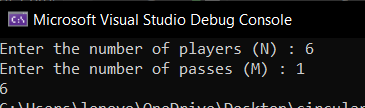 Microsoft Visual Studio Debug Console
Enter the number of players (N) : 6
Enter the number of passes (M) : 1
6